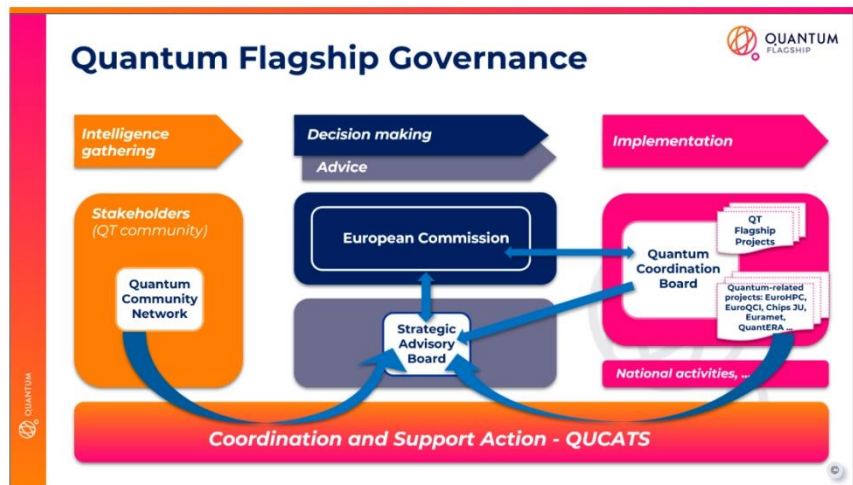 Quantum Flagship Governance
QUANTUM
FLAGSHIP
Intelligence
gathering
Decision making
Advice
Implementation
Stakeholders
(QT community)
Quantum
Community
Network
European Commission
Strategic
Advisory
Board
Quantum
Coordination
Board
QT
Flagship
Projects
Quantum-related
projects: EuroHPC,
EuroQCI, Chips JU,
Euramet,
QuantERA ...
National activities, ...
Coordination and Support Action - QUCATS
QUANTUM
©